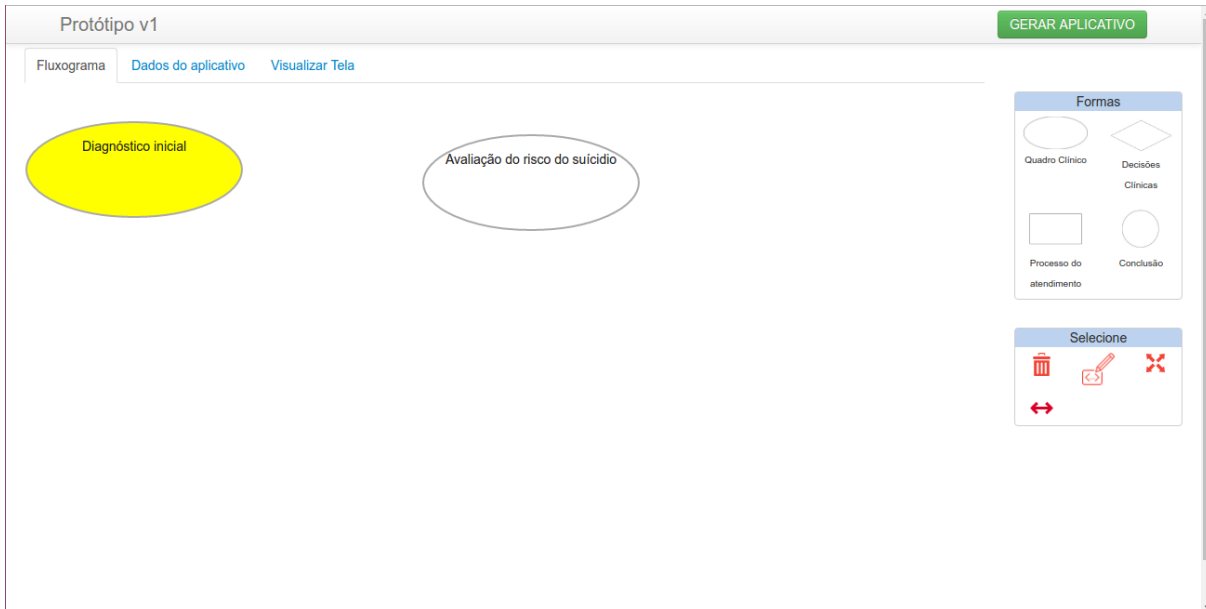 Protótipo v1
GERAR APLICATIVO
Fluxograma
Dados do aplicativo
Visualizar Tela
Diagnóstico inicial
Avaliação do risco do suícidio
Formas
Quadro Clínico
Decisões
Clínicas
Processo do
atendimento
Conclusão
Selecione